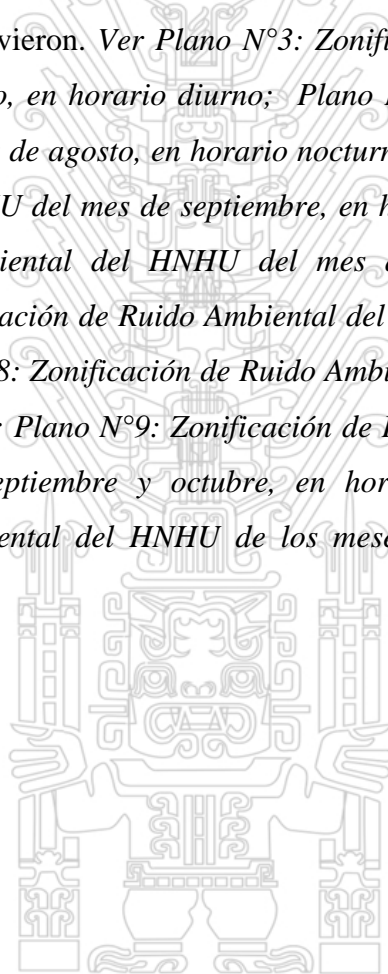 vieron. Ver Plano N°3: Zonifi
o, en horario diurno; Plano
de agosto, en horario nocturn
U del mes de septiembre, en h
iental del HNHU del mes
ación de Ruido Ambiental del
8: Zonificación de Ruido Ambi
; Plano N°9: Zonificación de
eptiembre y octubre, en hor
ental del HNHU de los mese